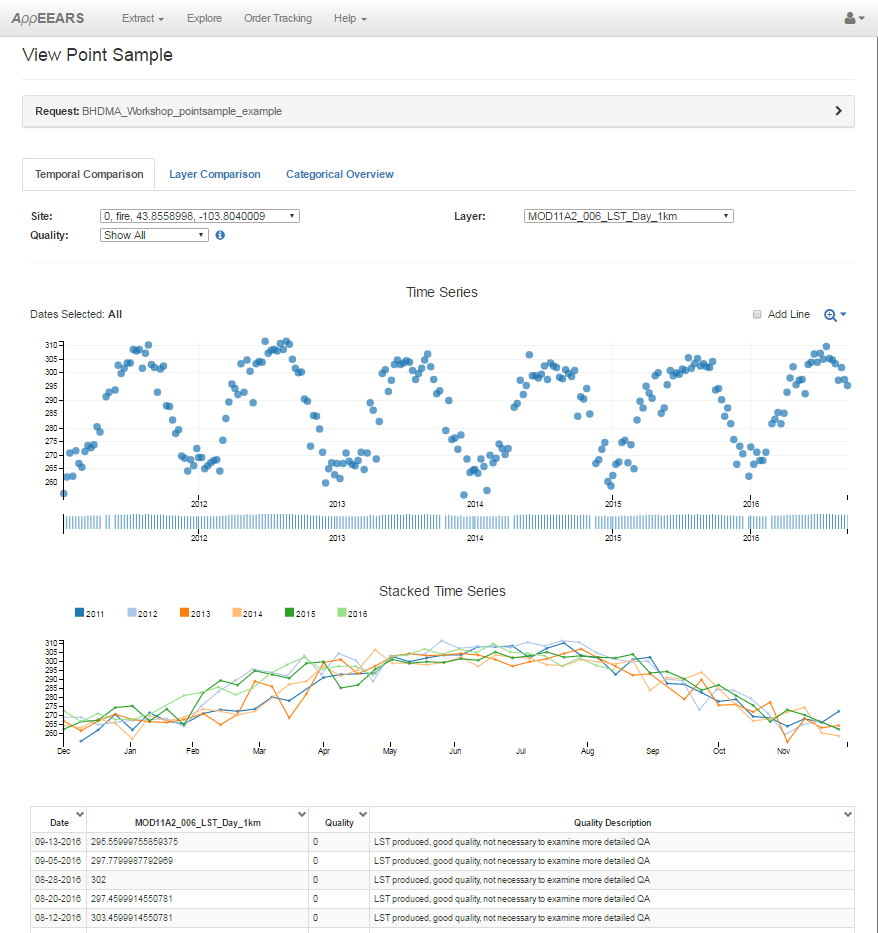 AppEEARS Extract Explore Order Tracking Help
View Point Sample
Request: BHDMA_Workshop_pointsample_example
Temporal Comparison Layer Comparison Categorical Overview
Site: 0, fire, 43.8558998, -103.8040009 Layer: MOD11A2_006_LST_Day_1km
Quality: Show All
Time Series
Dates Selected: All Add Line
310
305
300
295
290
285
280
275
270
265
260
2012 2013 2014 2015 2016
2012 2013 2014 2015 2016
Stacked Time Series
2011 2012 2013 2014 2015 2016
310
305
300
295
290
285
280
275
270
265
260
Dec Jan Feb Mar Apr May Jun Jul Aug Sep Oct Nov
Date MOD11A2_006_LST_Day_1km Quality Quality Description
09-13-2016 295.55999755859375 0 LST produced, good quality, not necessary to examine more detailed QA
09-05-2016 297.7799987792969 0 LST produced, good quality, not necessary to examine more detailed QA
08-28-2016 302 0 LST produced, good quality, not necessary to examine more detailed QA
08-20-2016 297.4599914550781 0 LST produced, good quality, not necessary to examine more detailed QA
08-12-2016 303.4599914550781 0 LST produced, good quality, not necessary to examine more detailed QA